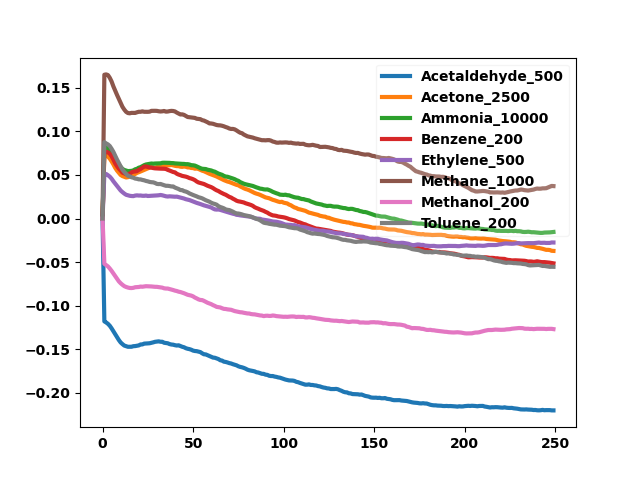 0.15
0.10
0.05
0.00
−0.05
−0.10
−0.15
−0.20
0 50 100 150 200 250
Acetaldehyde_500
Acetone_2500
Ammonia_10000
Benzene_200
Ethylene_500
Methane_1000
Methanol_200
Toluene_200